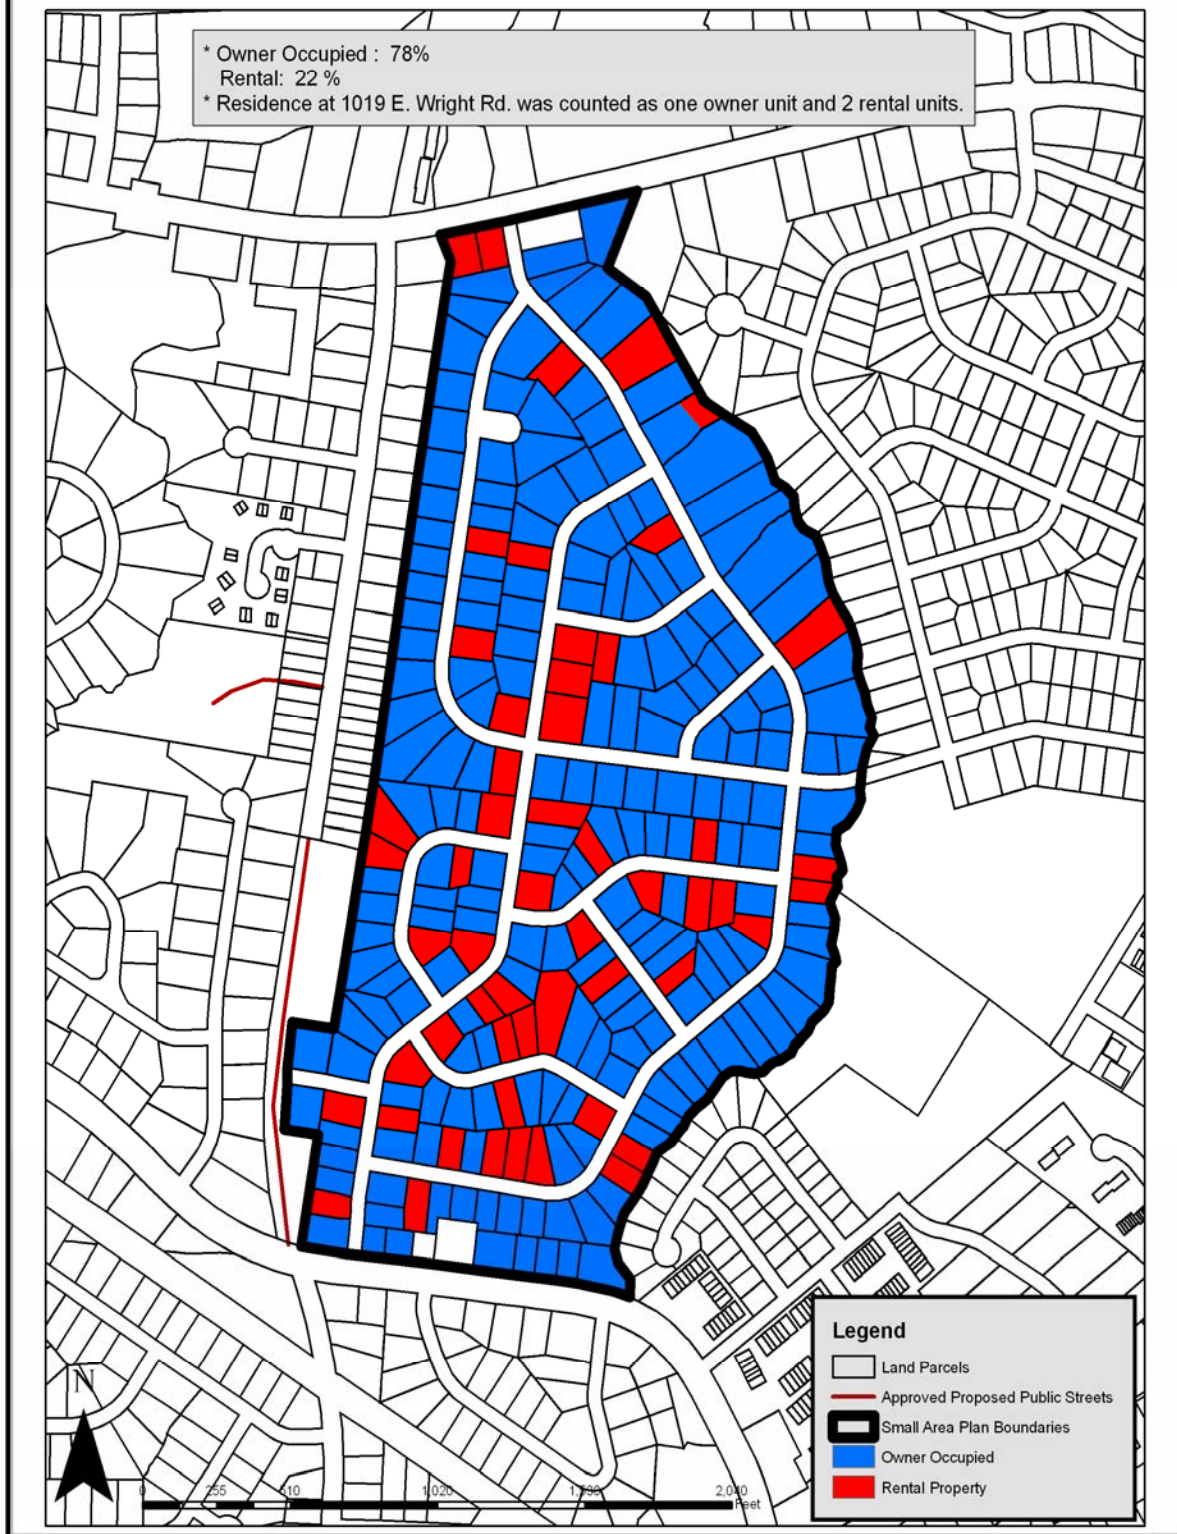 * Owner Occupied : 78%
Rental: 22 %
* Residence at 1019 E. Wright Rd. was counted as one owner unit and 2 rental units.
Legend
Land Parcels
Approved Proposed Public Streets
Small Area Plan Boundaries
Owner Occupied
Rental Property
N
0 255 510 1,020 1,530 2,040
Feet